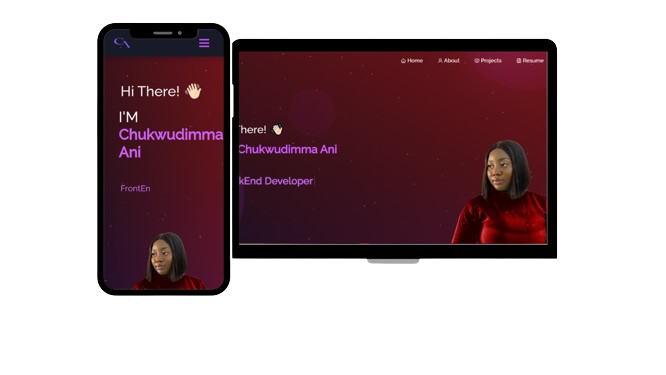 CA
Hi There! 👋🏻
I'M
Chukwudimma
Ani
FrontEn
Home About Projects Resume
There! 👋🏻
Chukwudimma Ani
kEnd Developer